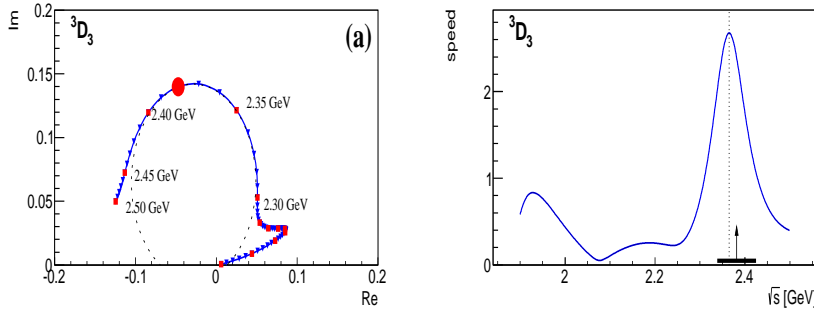 Im
0.2
0.15
0.1
0.05
0
-0.2
-0.1
0
0.1
0.2
Re
³D₃
(a)
2.35 GeV
2.40 GeV
2.45 GeV
2.30 GeV
2.50 GeV
speed
4
2
0
2
2.2
2.4
√s [GeV]
³D₃